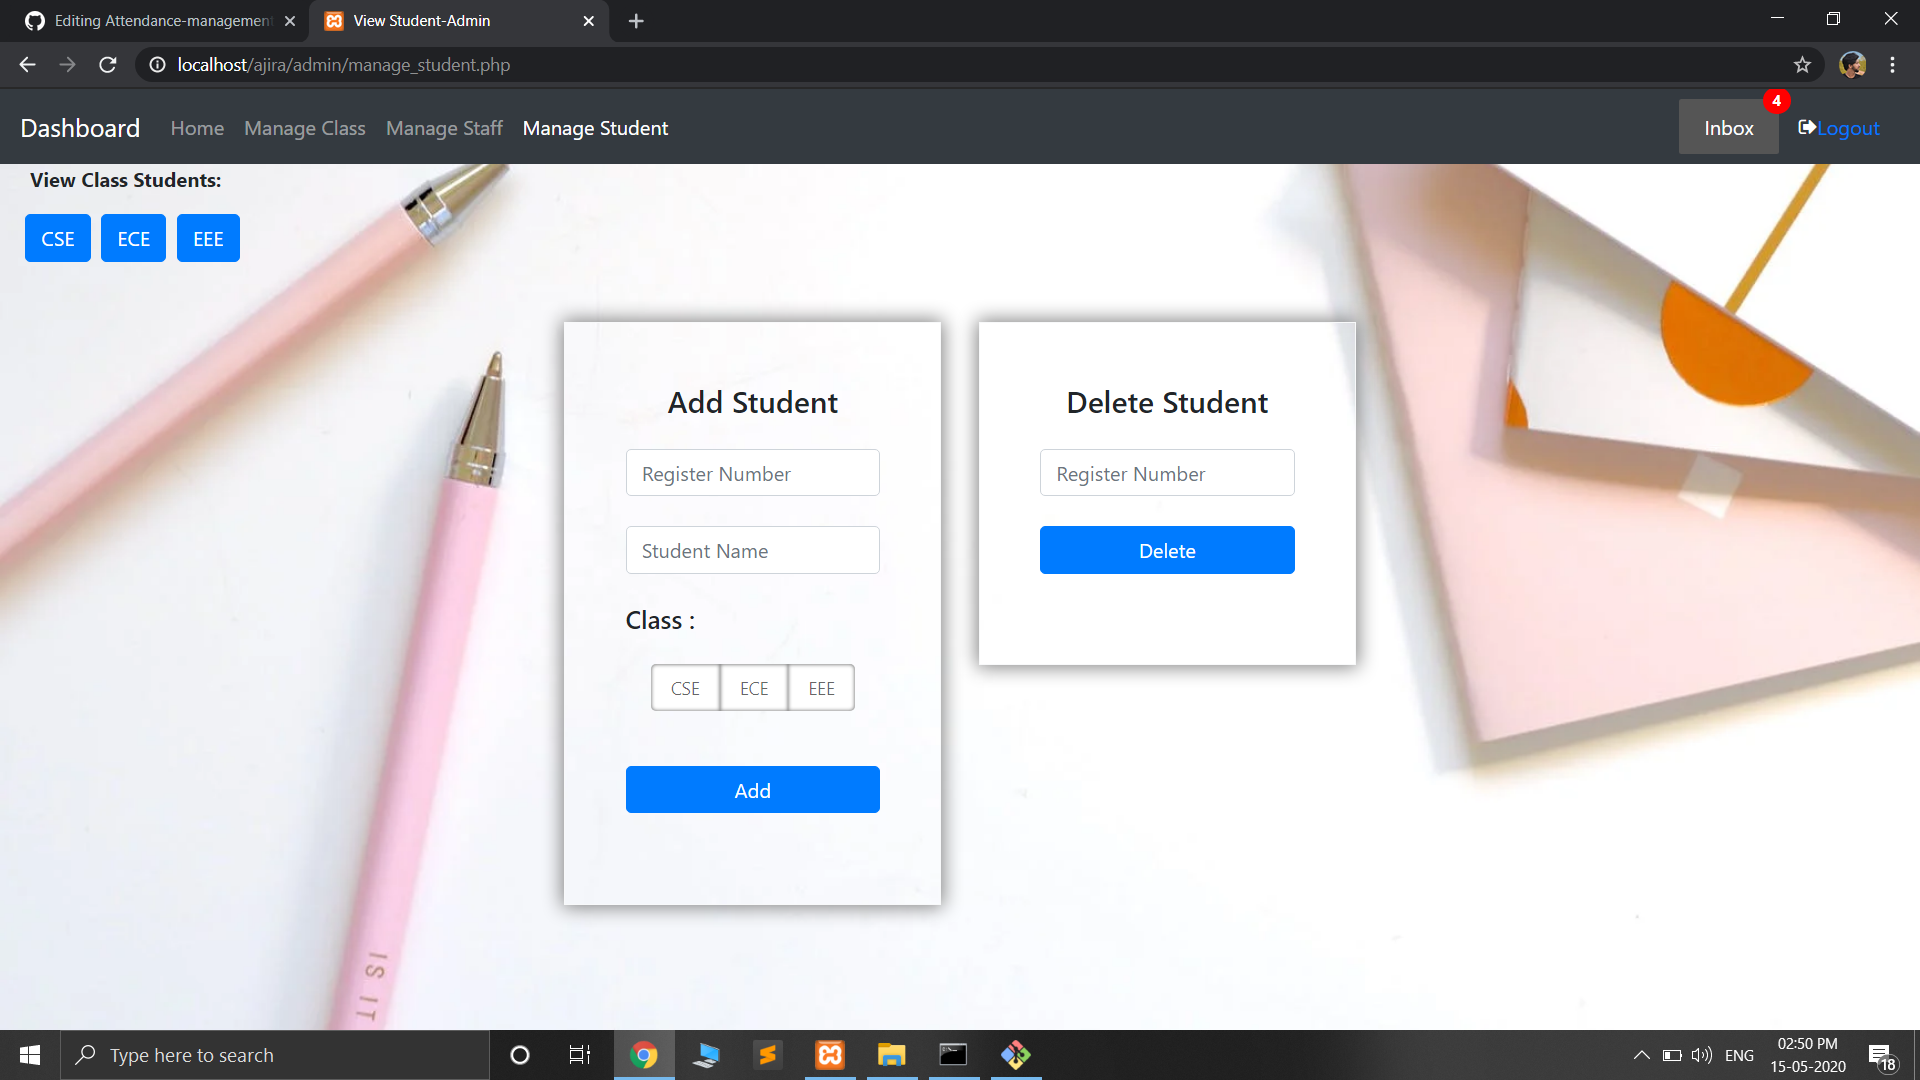 Editing Attendance-management
View Student-Admin
localhost/ajira/admin/manage_student.php
Dashboard Home Manage Class Manage Staff Manage Student Inbox 4 Logout
View Class Students:
CSE ECE EEE
Add Student
Register Number
Student Name
Class :
CSE ECE EEE
Add
Delete Student
Register Number
Delete
IS IT
Type here to search
ENG
02:50 PM
15-05-2020
18